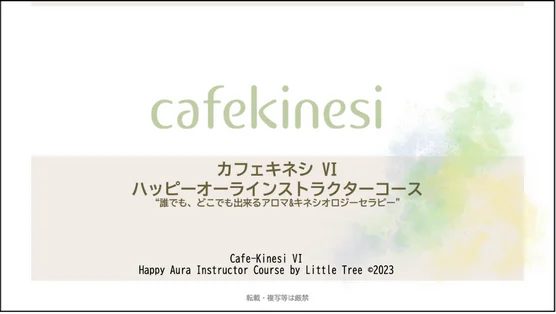 cafekinesi
カフェキネシ VI
ハッピーオーラインストラクターコース
“誰でも、どこでも出来るアロマ&キネシオロジーセラピー”
Cafe-Kinesi VI
Happy Aura Instructor Course by Little Tree ©2023
転載・複写等は厳禁